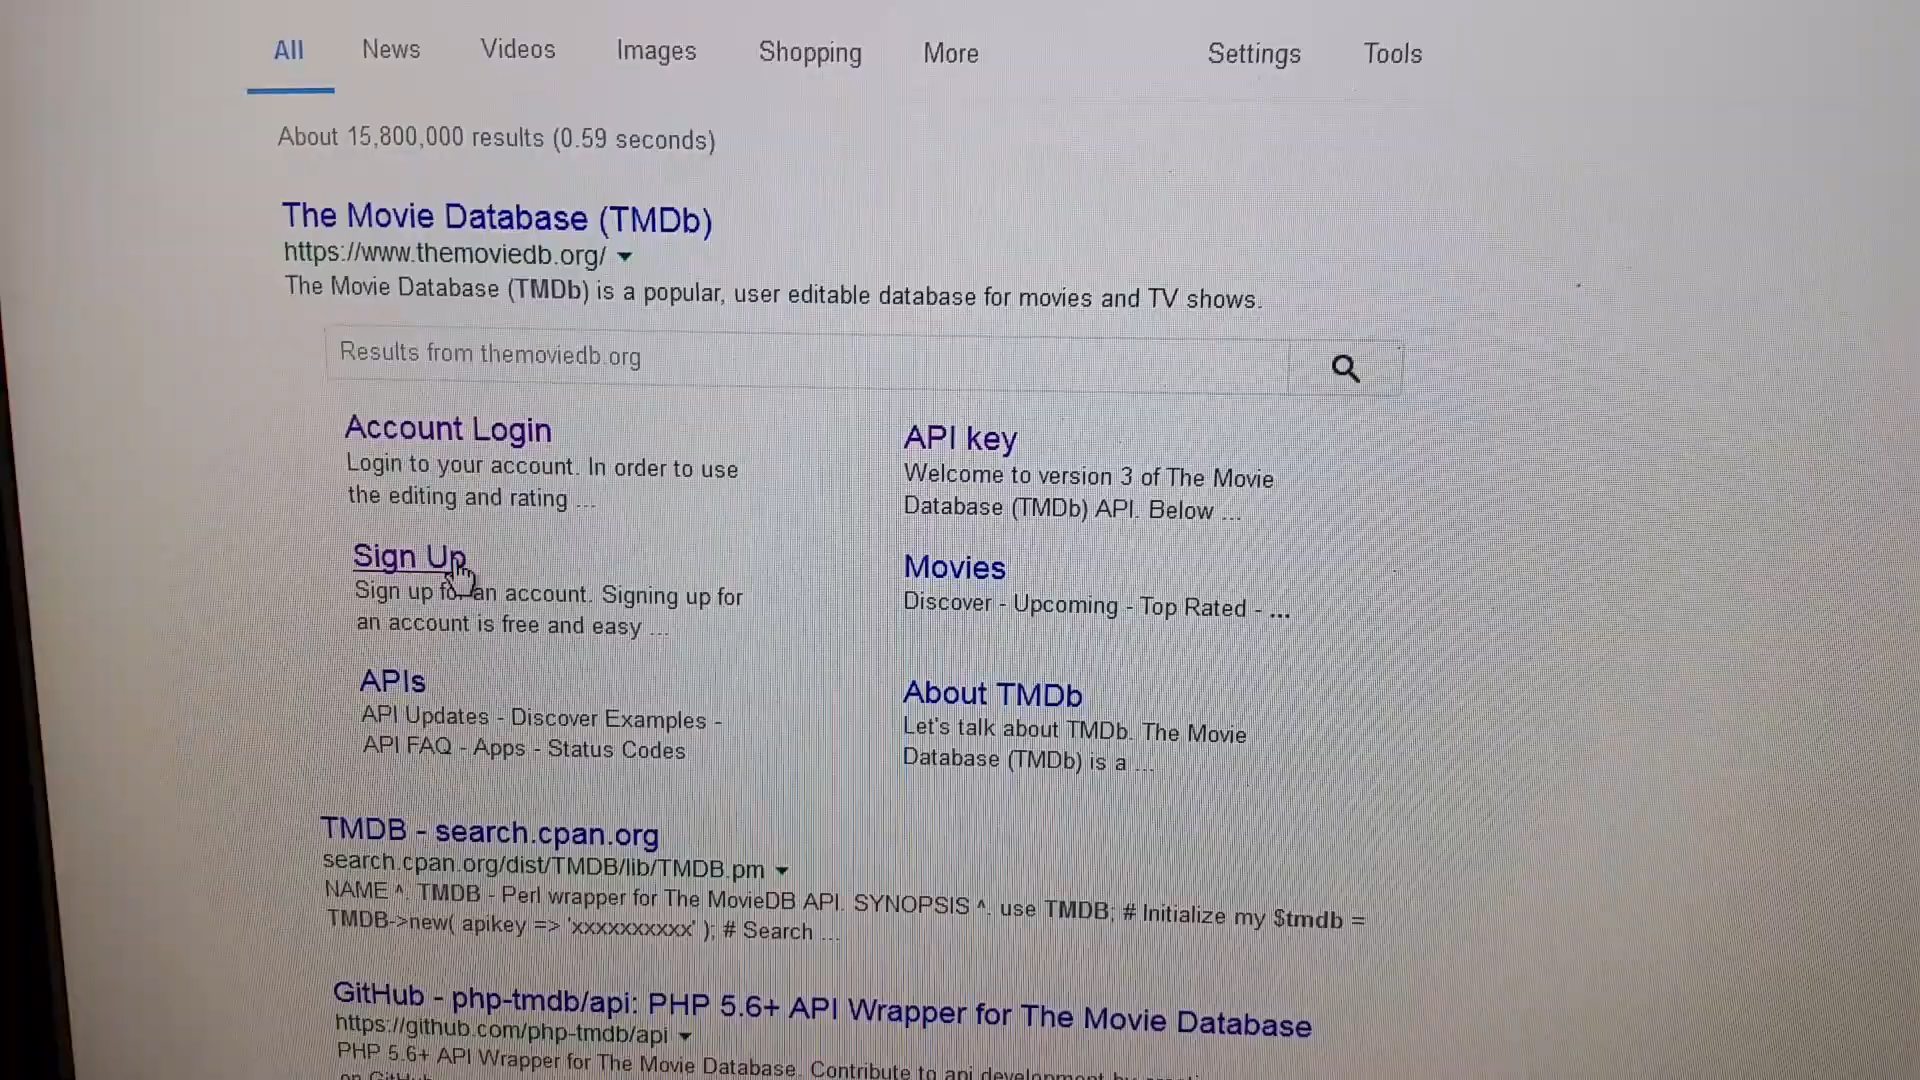 All News Videos Images Shopping More Settings Tools
About 15,800,000 results (0.59 seconds)
The Movie Database (TMDb)
https://www.themoviedb.org/
The Movie Database (TMDb) is a popular, user editable database for movies and TV shows.
Results from themoviedb.org
Account Login
Login to your account. In order to use
the editing and rating ...
API key
Welcome to version 3 of The Movie
Database (TMDb) API. Below ...
Sign Up
Sign up for an account. Signing up for
an account is free and easy ...
Movies
Discover - Upcoming - Top Rated - ...
APIs
API Updates - Discover Examples -
API FAQ - Apps - Status Codes
About TMDb
Let's talk about TMDb. The Movie
Database (TMDb) is a ...
TMDB - search.cpan.org
search.cpan.org/dist/TMDB/lib/TMDB.pm
NAME ^. TMDB - Perl wrapper for The MovieDB API. SYNOPSIS ^. use TMDB; # Initialize my $tmdb =
TMDB->new( apikey => 'xxxxxxxxxx' ); # Search ...
GitHub - php-tmdb/api: PHP 5.6+ API Wrapper for The Movie Database
https://github.com/php-tmdb/api
PHP 5.6+ API Wrapper for The Movie Database. Contribute to api development by